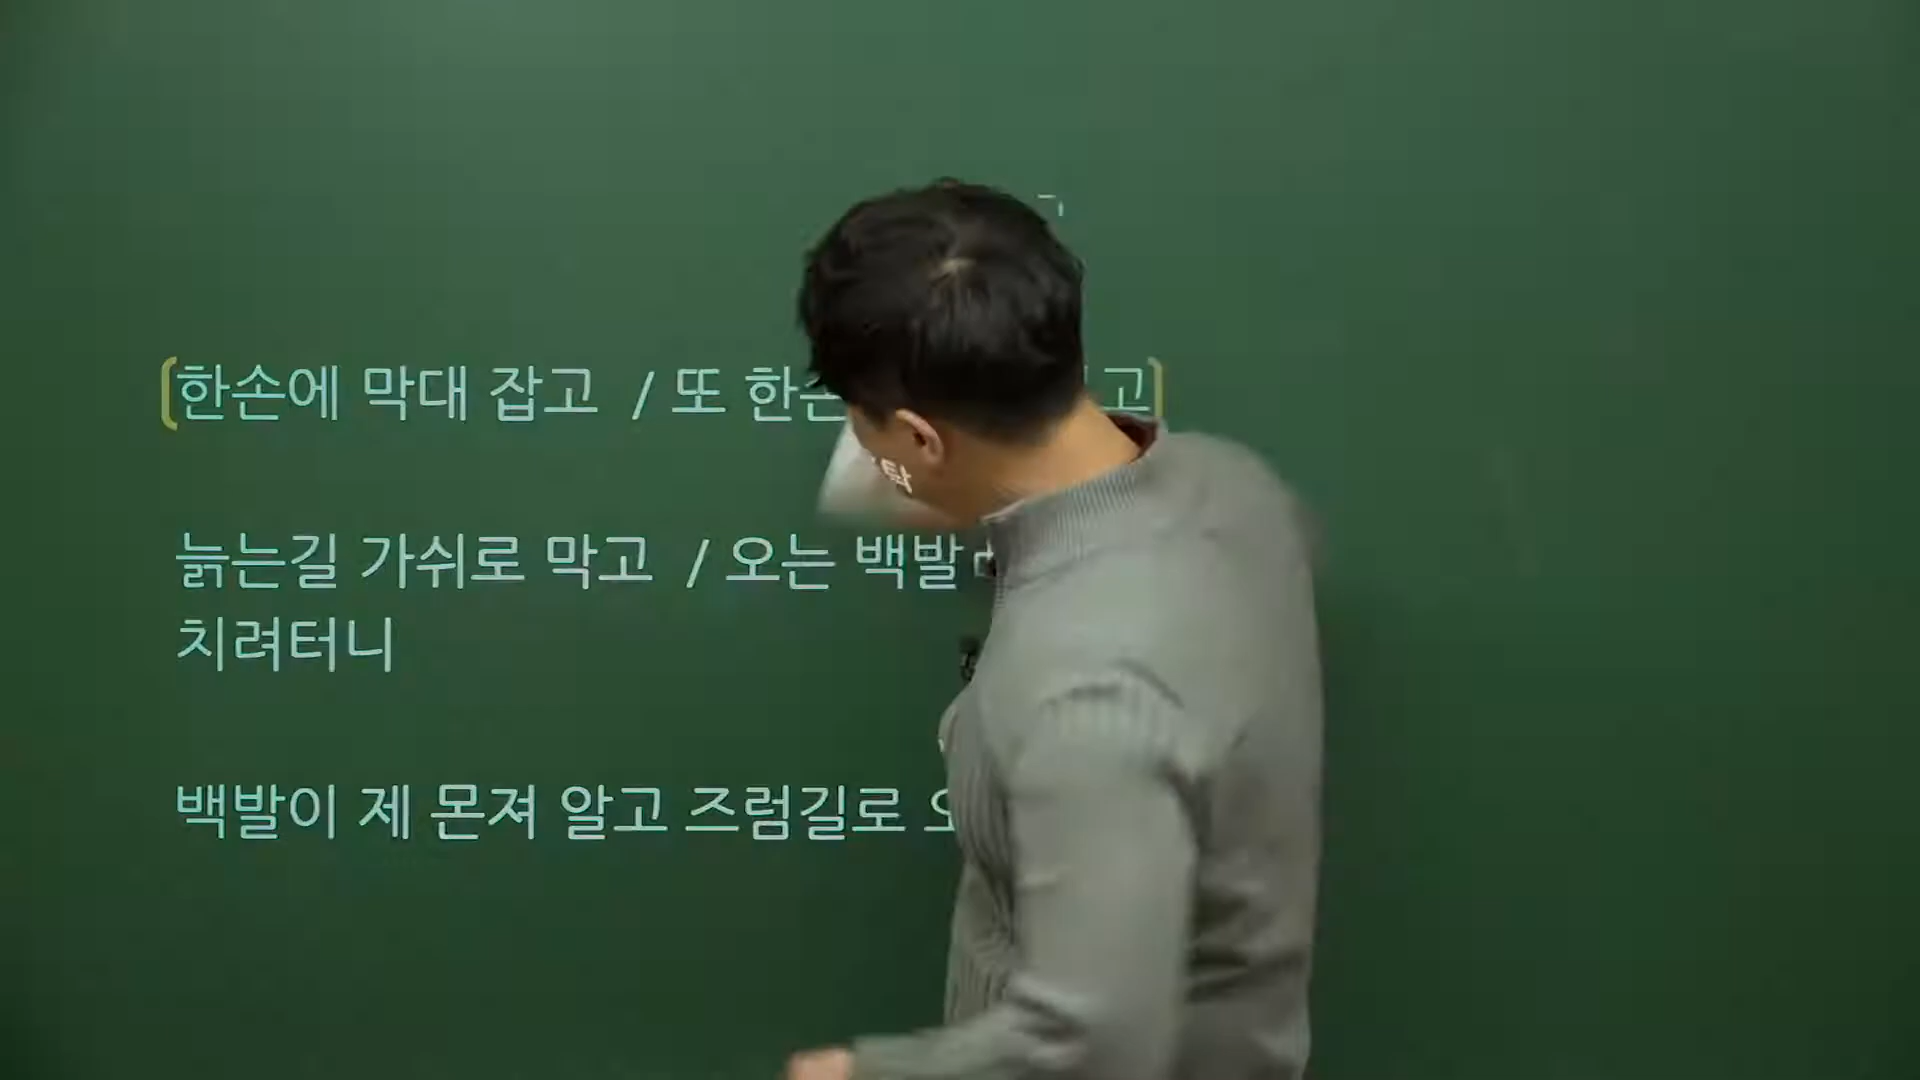 한손에 막대 잡고 / 또 한손 고
늙는길 가쉬로 막고 / 오는 백발
치려터니
백발이 제 몬져 알고 즈럼길로